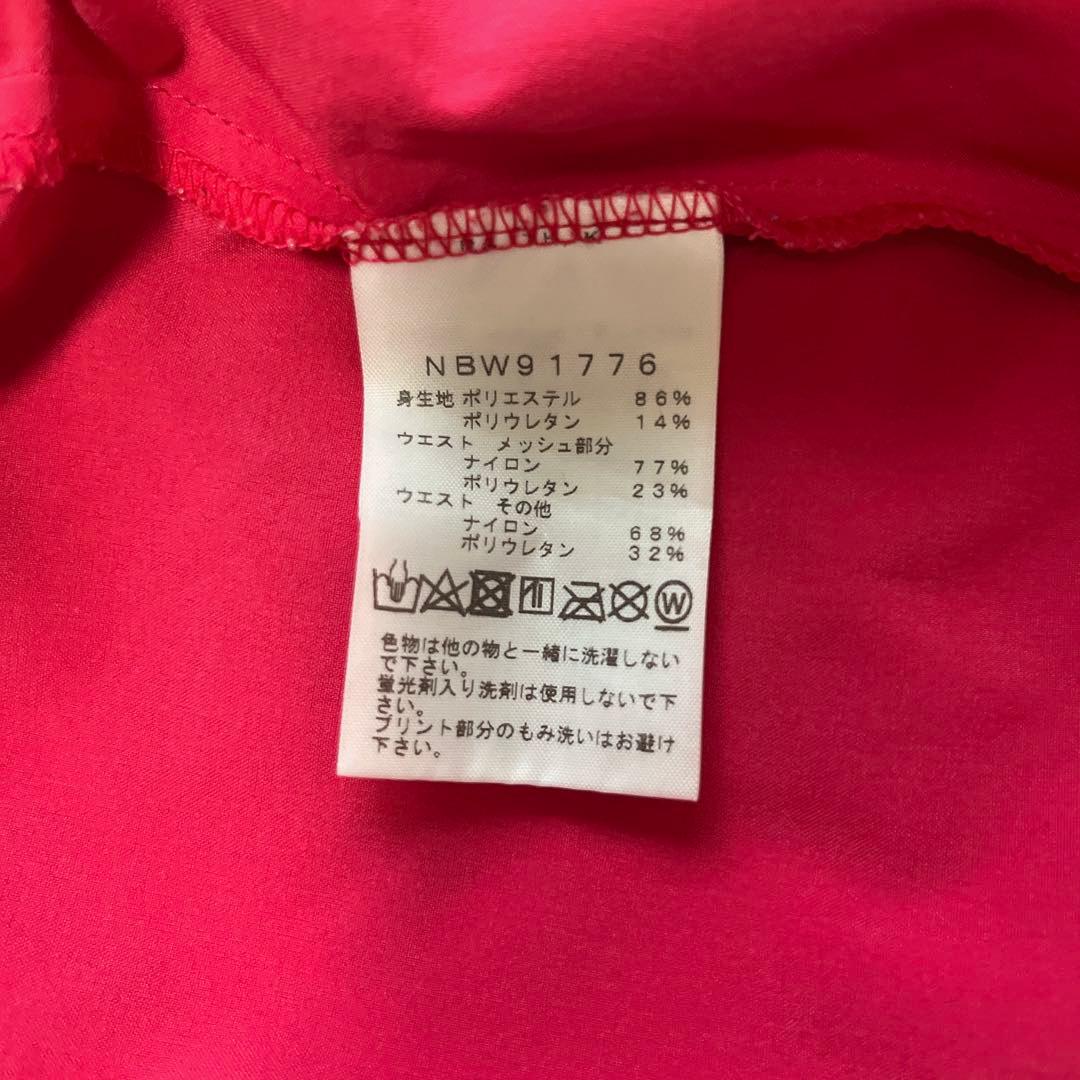 NBW91776
身生地 ポリエステル 86%
ポリウレタン 14%
ウエスト メッシュ部分
ナイロン 77%
ポリウレタン 23%
ウエスト その他
ナイロン 68%
ポリウレタン 32%
W
色物は他の物と一緒に洗濯しない
で下さい。
蛍光剤入り洗剤は使用しないで下
さい。
プリント部分のもみ洗いはお避け
下さい。